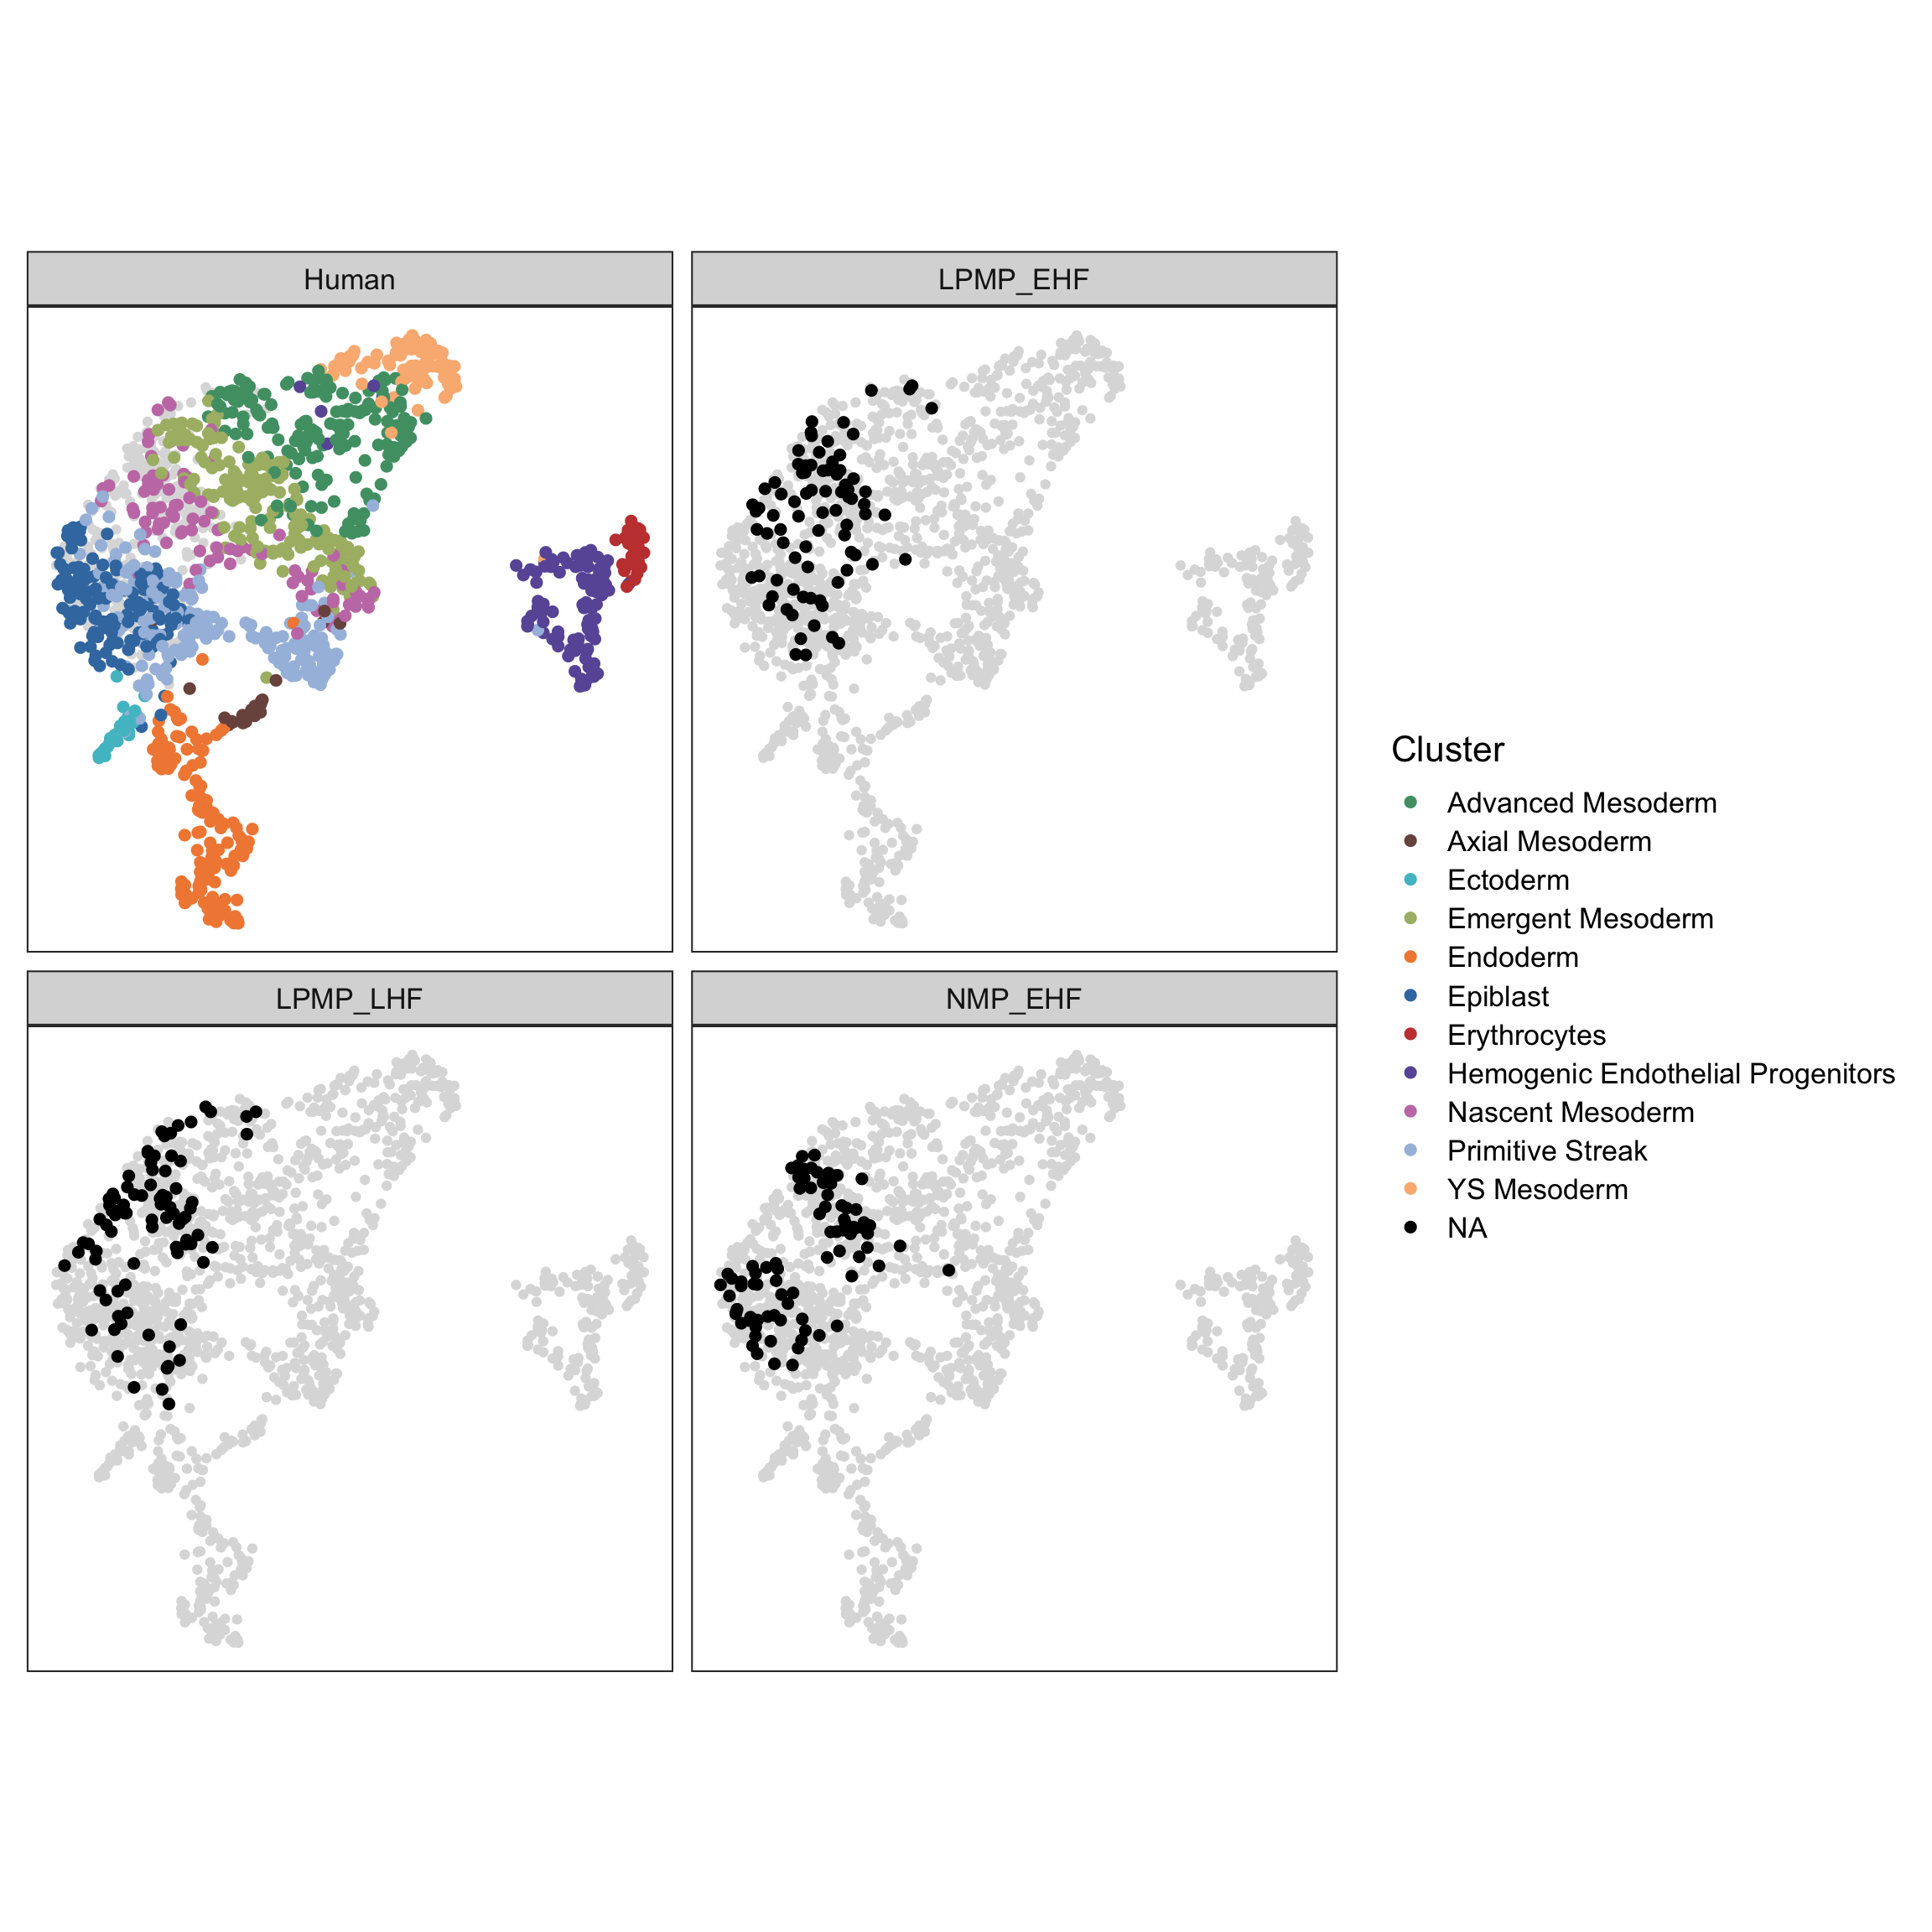 Human
LPMP_EHF
LPMP_LHF
NMP_EHF
Cluster
Advanced Mesoderm
Axial Mesoderm
Ectoderm
Emergent Mesoderm
Endoderm
Epiblast
Erythrocytes
Hemogenic Endothelial Progenitors
Nascent Mesoderm
Primitive Streak
YS Mesoderm
NA